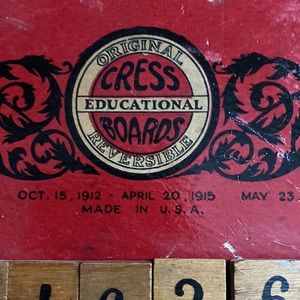 ORIGINAL
CRESS
EDUCATIONAL
BOARDS
REVERSIBLE
OCT. 15, 1912 - APRIL 20, 1915 MAY 23
MADE IN U.S.A.